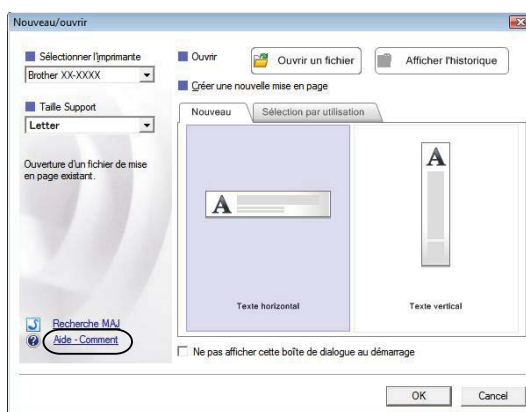 Nouveau/ouvrir
Sélectionner l'imprimante
Brother XX-XXXX
Taille Support
Letter
Ouverture d'un fichier de mise
en page existant.
Recherche MAJ
Aide - Comment
Ouvrir
Ouvrir un fichier
Afficher l'historique
Créer une nouvelle mise en page
Nouveau
Sélection par utilisation
A
A
Texte horizontal
Texte vertical
Ne pas afficher cette boîte de dialogue au démarrage
OK
Cancel